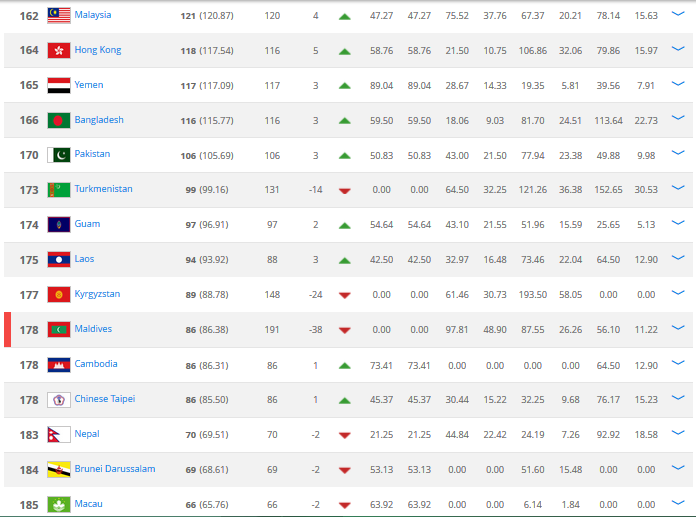 162 Malaysia 121 (120.87) 120 4 47.27 47.27 75.52 37.76 67.37 20.21 78.14 15.63
164 Hong Kong 118 (117.54) 116 5 58.76 58.76 21.50 10.75 106.86 32.06 79.86 15.97
165 Yemen 117 (117.09) 117 3 89.04 89.04 28.67 14.33 19.35 5.81 39.56 7.91
166 Bangladesh 116 (115.77) 116 3 59.50 59.50 18.06 9.03 81.70 24.51 113.64 22.73
170 Pakistan 106 (105.69) 106 3 50.83 50.83 43.00 21.50 77.94 23.38 49.88 9.98
173 Turkmenistan 99 (99.16) 131 -14 0.00 0.00 64.50 32.25 121.26 36.38 152.65 30.53
174 Guam 97 (96.91) 97 2 54.64 54.64 43.10 21.55 51.96 15.59 25.65 5.13
175 Laos 94 (93.92) 88 3 42.50 42.50 32.97 16.48 73.46 22.04 64.50 12.90
177 Kyrgyzstan 89 (88.78) 148 -24 0.00 0.00 61.46 30.73 193.50 58.05 0.00 0.00
178 Maldives 86 (86.38) 191 -38 0.00 0.00 97.81 48.90 87.55 26.26 56.10 11.22
178 Cambodia 86 (86.31) 86 1 73.41 73.41 0.00 0.00 0.00 0.00 64.50 12.90
178 Chinese Taipei 86 (85.50) 86 1 45.37 45.37 30.44 15.22 32.25 9.68 76.17 15.23
183 Nepal 70 (69.51) 70 -2 21.25 21.25 44.84 22.42 24.19 7.26 92.92 18.58
184 Brunei Darussalam 69 (68.61) 69 -2 53.13 53.13 0.00 0.00 51.60 15.48 0.00 0.00
185 Macau 66 (65.76) 66 -2 63.92 63.92 0.00 0.00 6.14 1.84 0.00 0.00